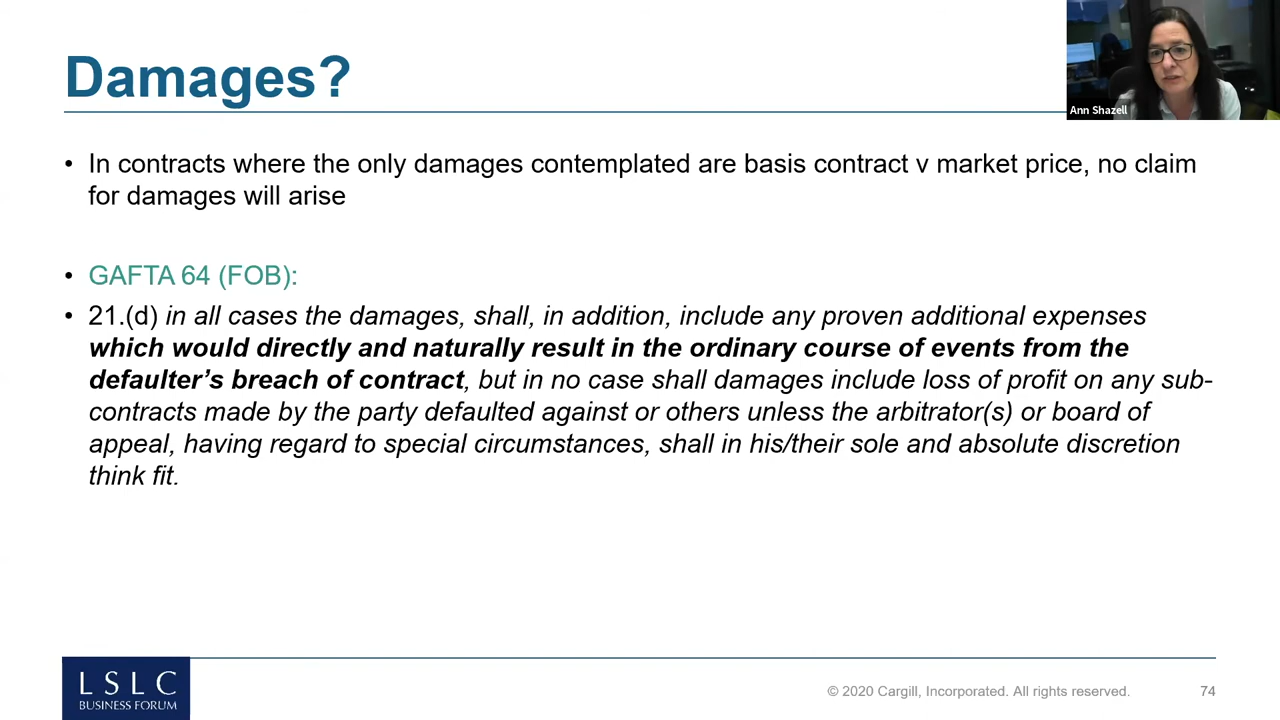 Damages?
Ann Shazell
• In contracts where the only damages contemplated are basis contract v market price, no claim
for damages will arise
• GAFTA 64 (FOB):
• 21.(d) in all cases the damages, shall, in addition, include any proven additional expenses
which would directly and naturally result in the ordinary course of events from the
defaulter’s breach of contract, but in no case shall damages include loss of profit on any sub-
contracts made by the party defaulted against or others unless the arbitrator(s) or board of
appeal, having regard to special circumstances, shall in his/their sole and absolute discretion
think fit.
LSLC
BUSINESS FORUM
© 2020 Cargill, Incorporated. All rights reserved.
74